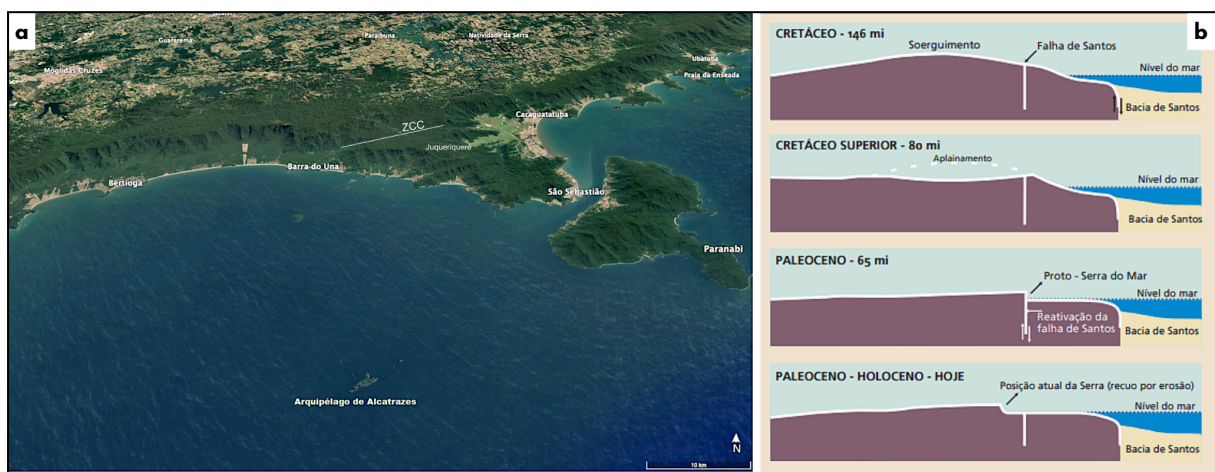 a
Guararema
Paraibuna
Natividade da Serra
Mogi das Cruzes
Ubatuba
Praia da Enseada
Caraguatatuba
ZCC
Juqueriquerê
Barra do Una
Bertioga
São Sebastião
Paranabi
Arquipélago de Alcatrazes
N
10 km
b
CRETÁCEO - 146 mi
Soerguimento
Falha de Santos
Nível do mar
Bacia de Santos
CRETÁCEO SUPERIOR - 80 mi
Aplainamento
Nível do mar
Bacia de Santos
PALEOCENO - 65 mi
Proto - Serra do Mar
Nível do mar
Reativação da
falha de Santos
Bacia de Santos
PALEOCENO - HOLOCENO - HOJE
Posição atual da Serra (recuo por erosão)
Nível do mar
Bacia de Santos